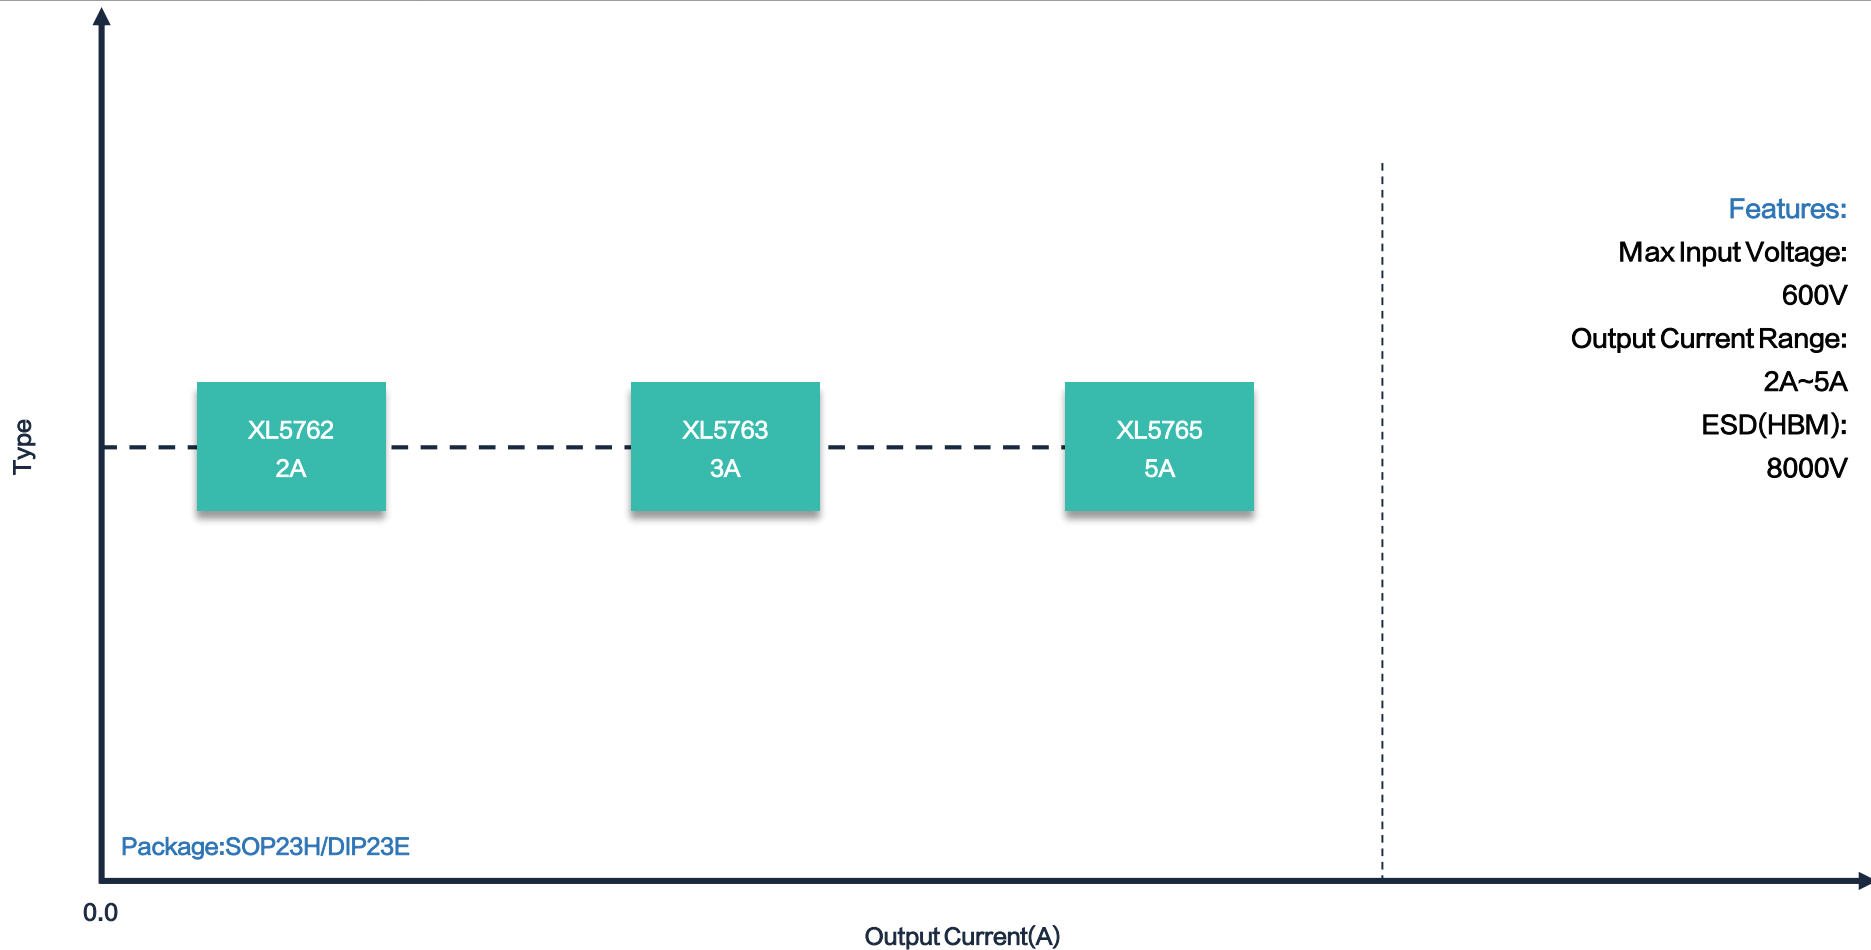 Type
XL5762
2A
XL5763
3A
XL5765
5A
Features:
Max Input Voltage:
600V
Output Current Range:
2A~5A
ESD(HBM):
8000V
Package:SOP23H/DIP23E
0.0
Output Current(A)